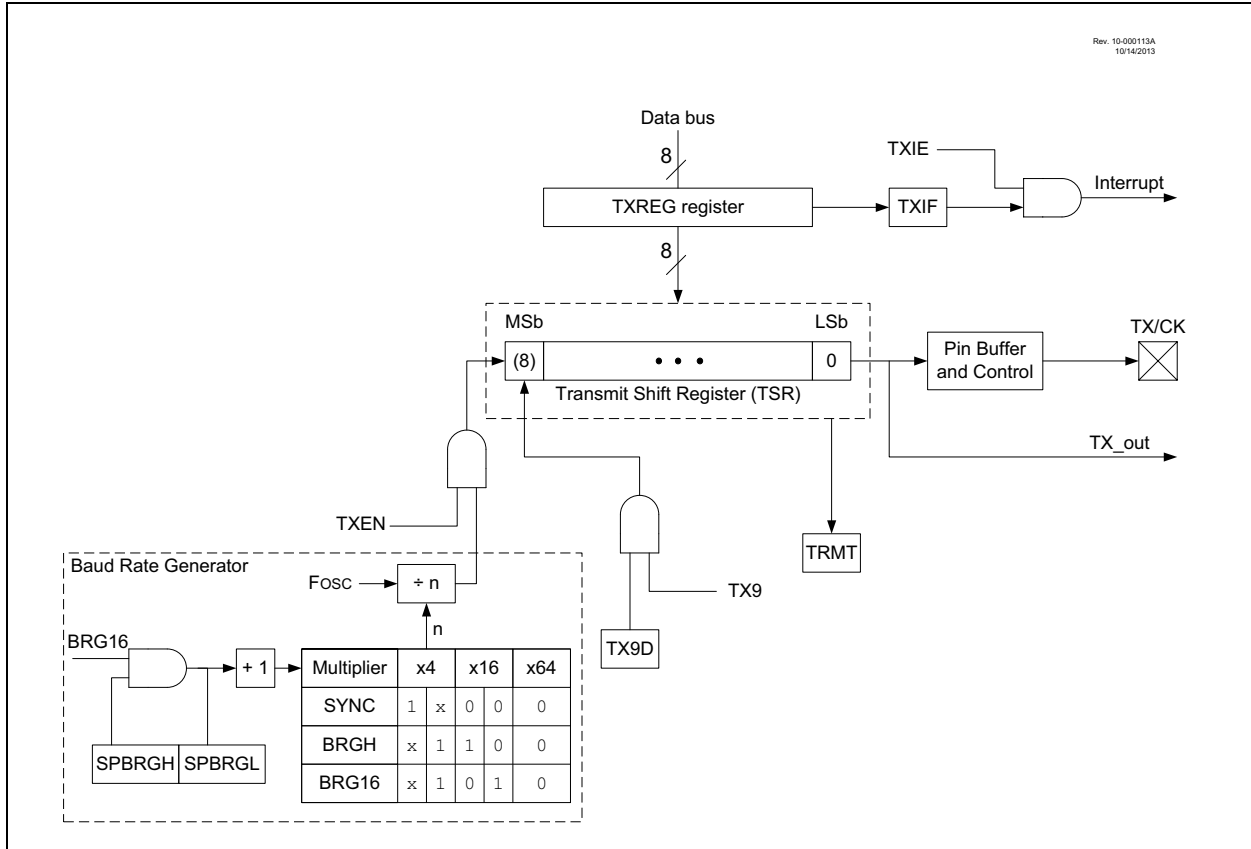 Rev. 10-000113A
10/14/2013
Data bus
8
TXIE
Interrupt
TXREG register
TXIF
8
MSb
LSb
TX/CK
(8)
• • •
0
Pin Buffer
and Control
Transmit Shift Register (TSR)
TX_out
TXEN
TRMT
Baud Rate Generator
FOSC
÷ n
TX9
n
TX9D
BRG16
+ 1
Multiplier x4 x16 x64
SYNC 1 x 0 0 0
BRGH x 1 1 0 0
BRG16 x 1 0 1 0
SPBRGH SPBRGL